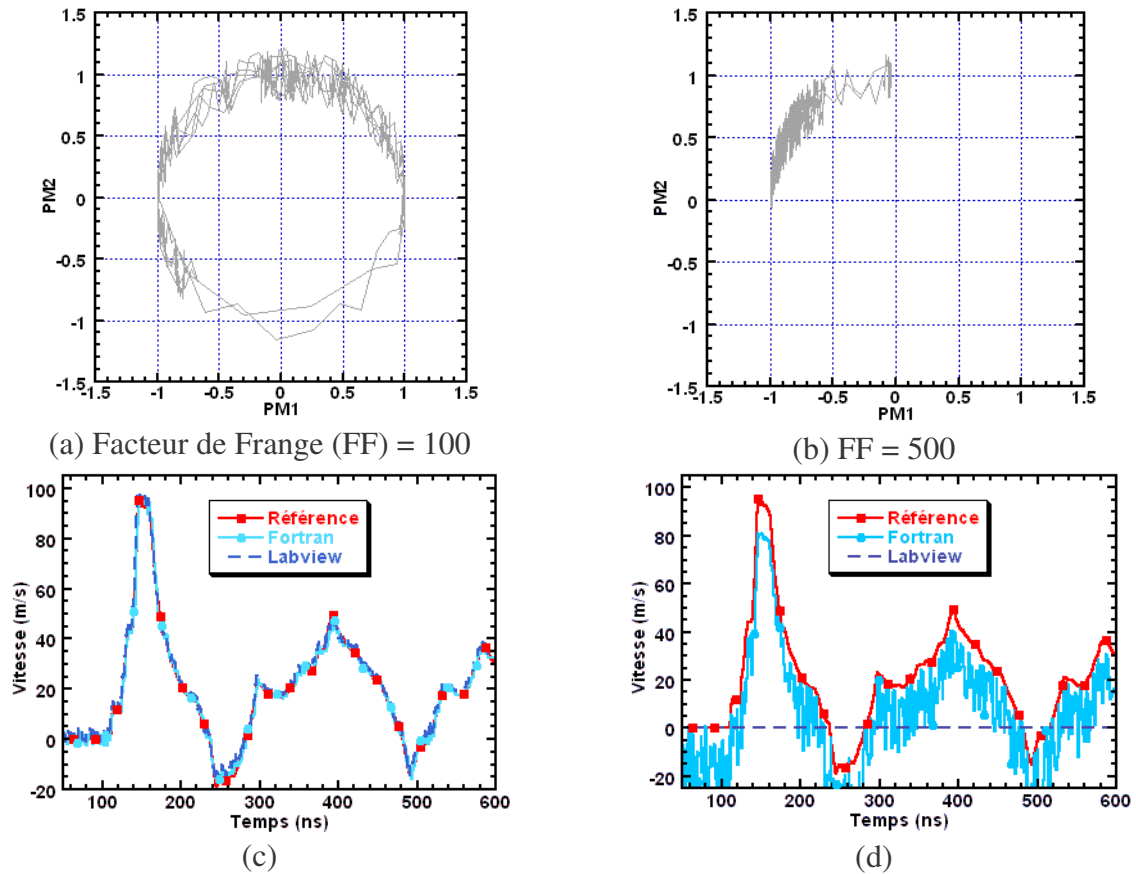 1.5
1
0.5
0
-0.5
-1
-1.5
PM2
-1.5 -1 -0.5 0 0.5 1 1.5
PM1
(a) Facteur de Frange (FF) = 100
1.5
1
0.5
0
-0.5
-1
-1.5
PM2
-1.5 -1 -0.5 0 0.5 1 1.5
PM1
(b) FF = 500
100
80
60
40
20
0
-20
Vitesse (m/s)
Référence
Fortran
Labview
100 200 300 400 500 600
Temps (ns)
(c)
100
80
60
40
20
0
-20
Vitesse (m/s)
Référence
Fortran
Labview
100 200 300 400 500 600
Temps (ns)
(d)